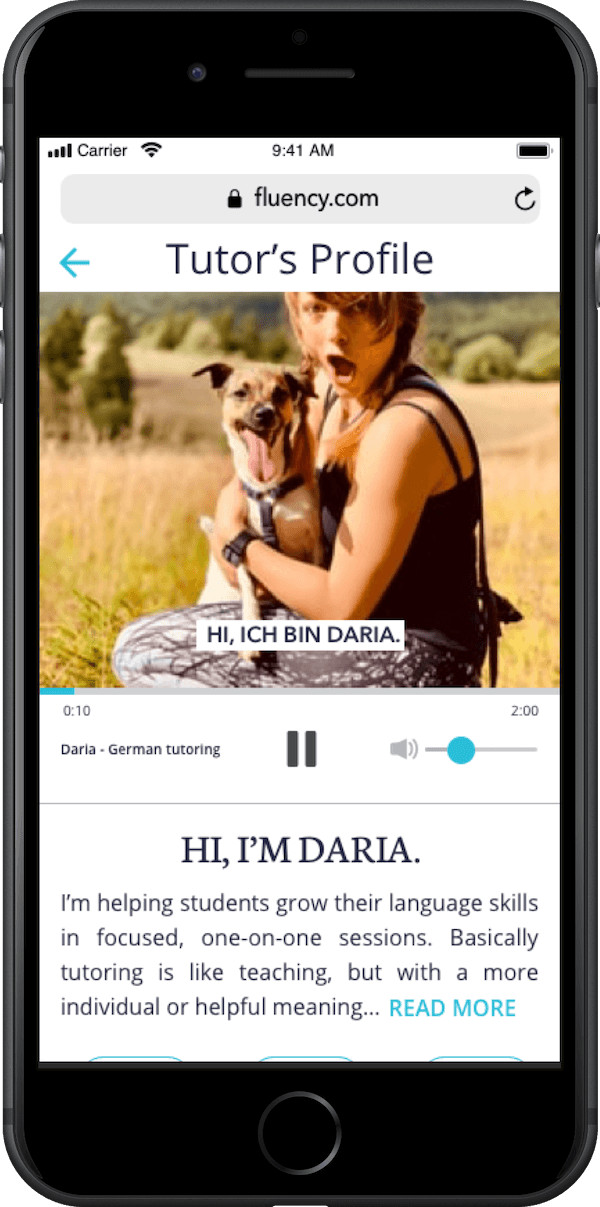 Carrier 9:41 AM
fluency.com
Tutor’s Profile
HI, ICH BIN DARIA.
0:10 2:00
Daria - German tutoring
HI, I’M DARIA.
I’m helping students grow their language skills
in focused, one-on-one sessions. Basically
tutoring is like teaching, but with a more
individual or helpful meaning... READ MORE